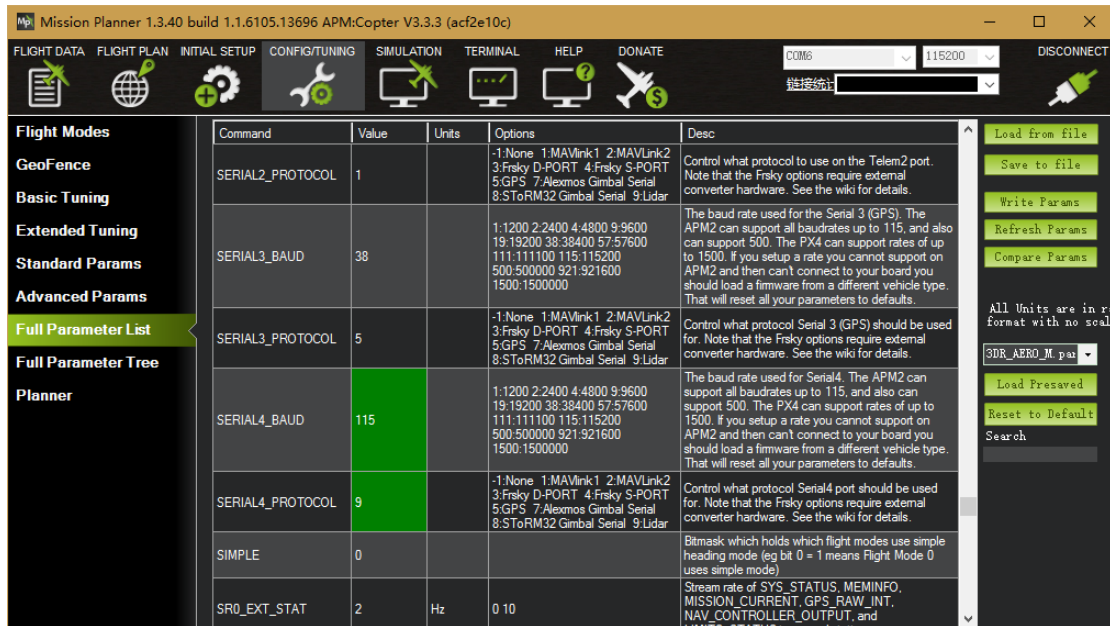 Mission Planner 1.3.40 build 1.1.6105.13696 APM:Copter V3.3.3 (acf2e10c)
FLIGHT DATA FLIGHT PLAN INITIAL SETUP CONFIG/TUNING SIMULATION TERMINAL HELP DONATE
COM6 115200 DISCONNECT
链接统计
Flight Modes
GeoFence
Basic Tuning
Extended Tuning
Standard Params
Advanced Params
Full Parameter List
Full Parameter Tree
Planner
Command Value Units Options Desc
SERIAL2_PROTOCOL 1
-1:None 1:MAVlink1 2:MAVLink2
3:Frsky D-PORT 4:Frsky S-PORT
5:GPS 7:Alexmos Gimbal Serial
8:SToRM32 Gimbal Serial 9:Lidar
Control what protocol to use on the Telem2 port.
Note that the Frsky options require external
converter hardware. See the wiki for details.
SERIAL3_BAUD 38
1:1200 2:2400 4:4800 9:9600
19:19200 38:38400 57:57600
111:111100 115:115200
500:500000 921:921600
1500:1500000
The baud rate used for the Serial 3 (GPS). The
APM2 can support all baudrates up to 115, and also
can support 500. The PX4 can support rates of up
to 1500. If you setup a rate you cannot support on
APM2 and then can't connect to your board you
should load a firmware from a different vehicle type.
That will reset all your parameters to defaults.
SERIAL3_PROTOCOL 5
-1:None 1:MAVlink1 2:MAVLink2
3:Frsky D-PORT 4:Frsky S-PORT
5:GPS 7:Alexmos Gimbal Serial
8:SToRM32 Gimbal Serial 9:Lidar
Control what protocol Serial 3 (GPS) should be used
for. Note that the Frsky options require external
converter hardware. See the wiki for details.
SERIAL4_BAUD 115
1:1200 2:2400 4:4800 9:9600
19:19200 38:38400 57:57600
111:111100 115:115200
500:500000 921:921600
1500:1500000
The baud rate used for Serial4. The APM2 can
support all baudrates up to 115, and also can
support 500. The PX4 can support rates of up to
1500. If you setup a rate you cannot support on
APM2 and then can't connect to your board you
should load a firmware from a different vehicle type.
That will reset all your parameters to defaults.
SERIAL4_PROTOCOL 9
-1:None 1:MAVlink1 2:MAVLink2
3:Frsky D-PORT 4:Frsky S-PORT
5:GPS 7:Alexmos Gimbal Serial
8:SToRM32 Gimbal Serial 9:Lidar
Control what protocol Serial4 port should be used
for. Note that the Frsky options require external
converter hardware. See the wiki for details.
SIMPLE 0
Bitmask which holds which flight modes use simple
heading mode (eg bit 0 = 1 means Flight Mode 0
uses simple mode)
SR0_EXT_STAT 2 Hz 0 10
Stream rate of SYS_STATUS, MEMINFO,
MISSION_CURRENT, GPS_RAW_INT,
NAV_CONTROLLER_OUTPUT, and
Load from file
Save to file
Write Params
Refresh Params
Compare Params
All Units are in r
format with no scal
3DR_AERO_M.par
Load Presaved
Reset to Default
Search